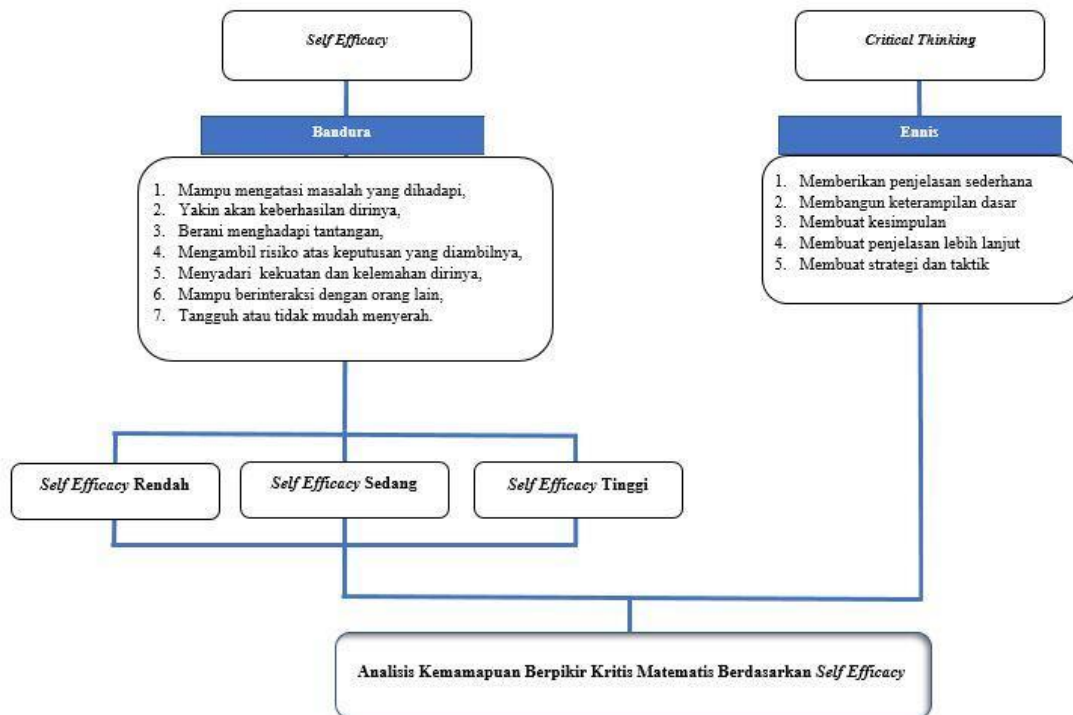 Self Efficacy
Critical Thinking
Bandura
Ennis
1. Mampu mengatasi masalah yang dihadapi,
2. Yakin akan keberhasilan dirinya,
3. Berani menghadapi tantangan,
4. Mengambil risiko atas keputusan yang diambilnya,
5. Menyadari kekuatan dan kelemahan dirinya,
6. Mampu berinteraksi dengan orang lain,
7. Tangguh atau tidak mudah menyerah.
1. Memberikan penjelasan sederhana
2. Membangun keterampilan dasar
3. Membuat kesimpulan
4. Membuat penjelasan lebih lanjut
5. Membuat strategi dan taktik
Self Efficacy Rendah
Self Efficacy Sedang
Self Efficacy Tinggi
Analisis Kemamapuan Berpikir Kritis Matematis Berdasarkan Self Efficacy